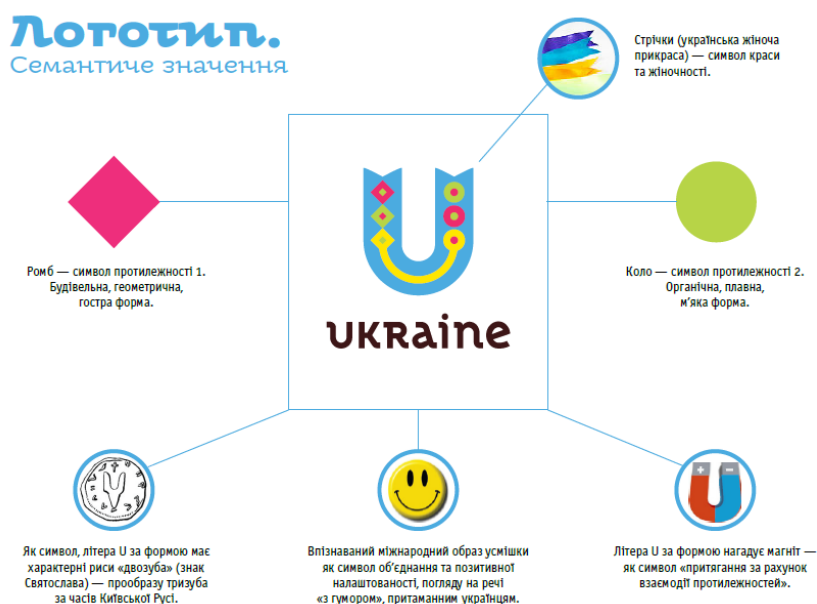 Логотип.
Семантиче значення
Стрічки (українська жіноча
прикраса) — символ краси
та жіночності.
Ромб — символ протилежності 1.
Будівельна, геометрична,
гостра форма.
Коло — символ протилежності 2.
Органічна, плавна,
м'яка форма.
UKRaine
Як символ, літера U за формою має
характерні риси «двозуба» (знак
Святослава) — прообразу тризуба
за часів Київської Русі.
Впізнаваний міжнародний образ усмішки
як символ об'єднання та позитивної
налаштованості, погляду на речі
«з гумором», притаманним українцям.
+ −
Літера U за формою нагадує магніт —
як символ «притягання за рахунок
взаємодії протилежностей».